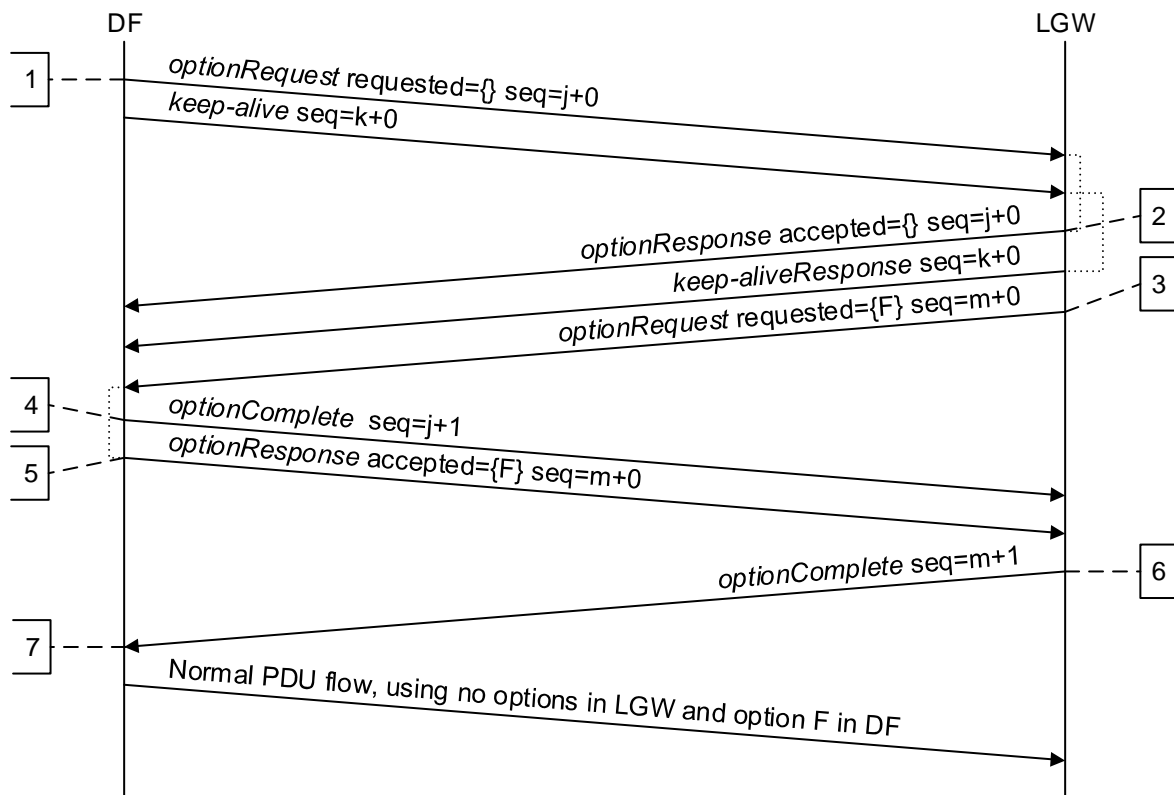 DF
LGW
1
optionRequest requested={} seq=j+0
keep-alive seq=k+0
2
optionResponse accepted={} seq=j+0
keep-aliveResponse seq=k+0
3
optionRequest requested={F} seq=m+0
4
optionComplete seq=j+1
5
optionResponse accepted={F} seq=m+0
optionComplete seq=m+1
6
7
Normal PDU flow, using no options in LGW and option F in DF